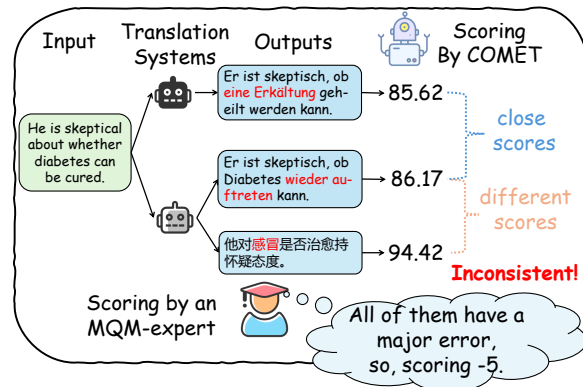 Input
Translation
Systems
Outputs
Scoring
By COMET
He is skeptical
about whether
diabetes can
be cured.
Er ist skeptisch, ob
eine Erkältung geh-
eilt werden kann.
85.62
close
scores
Er ist skeptisch, ob
Diabetes wieder au-
ftreten kann.
86.17
different
scores
他对感冒是否治愈持
怀疑态度。
94.42
Inconsistent!
Scoring by an
MQM-expert
All of them have a
major error,
so, scoring -5.